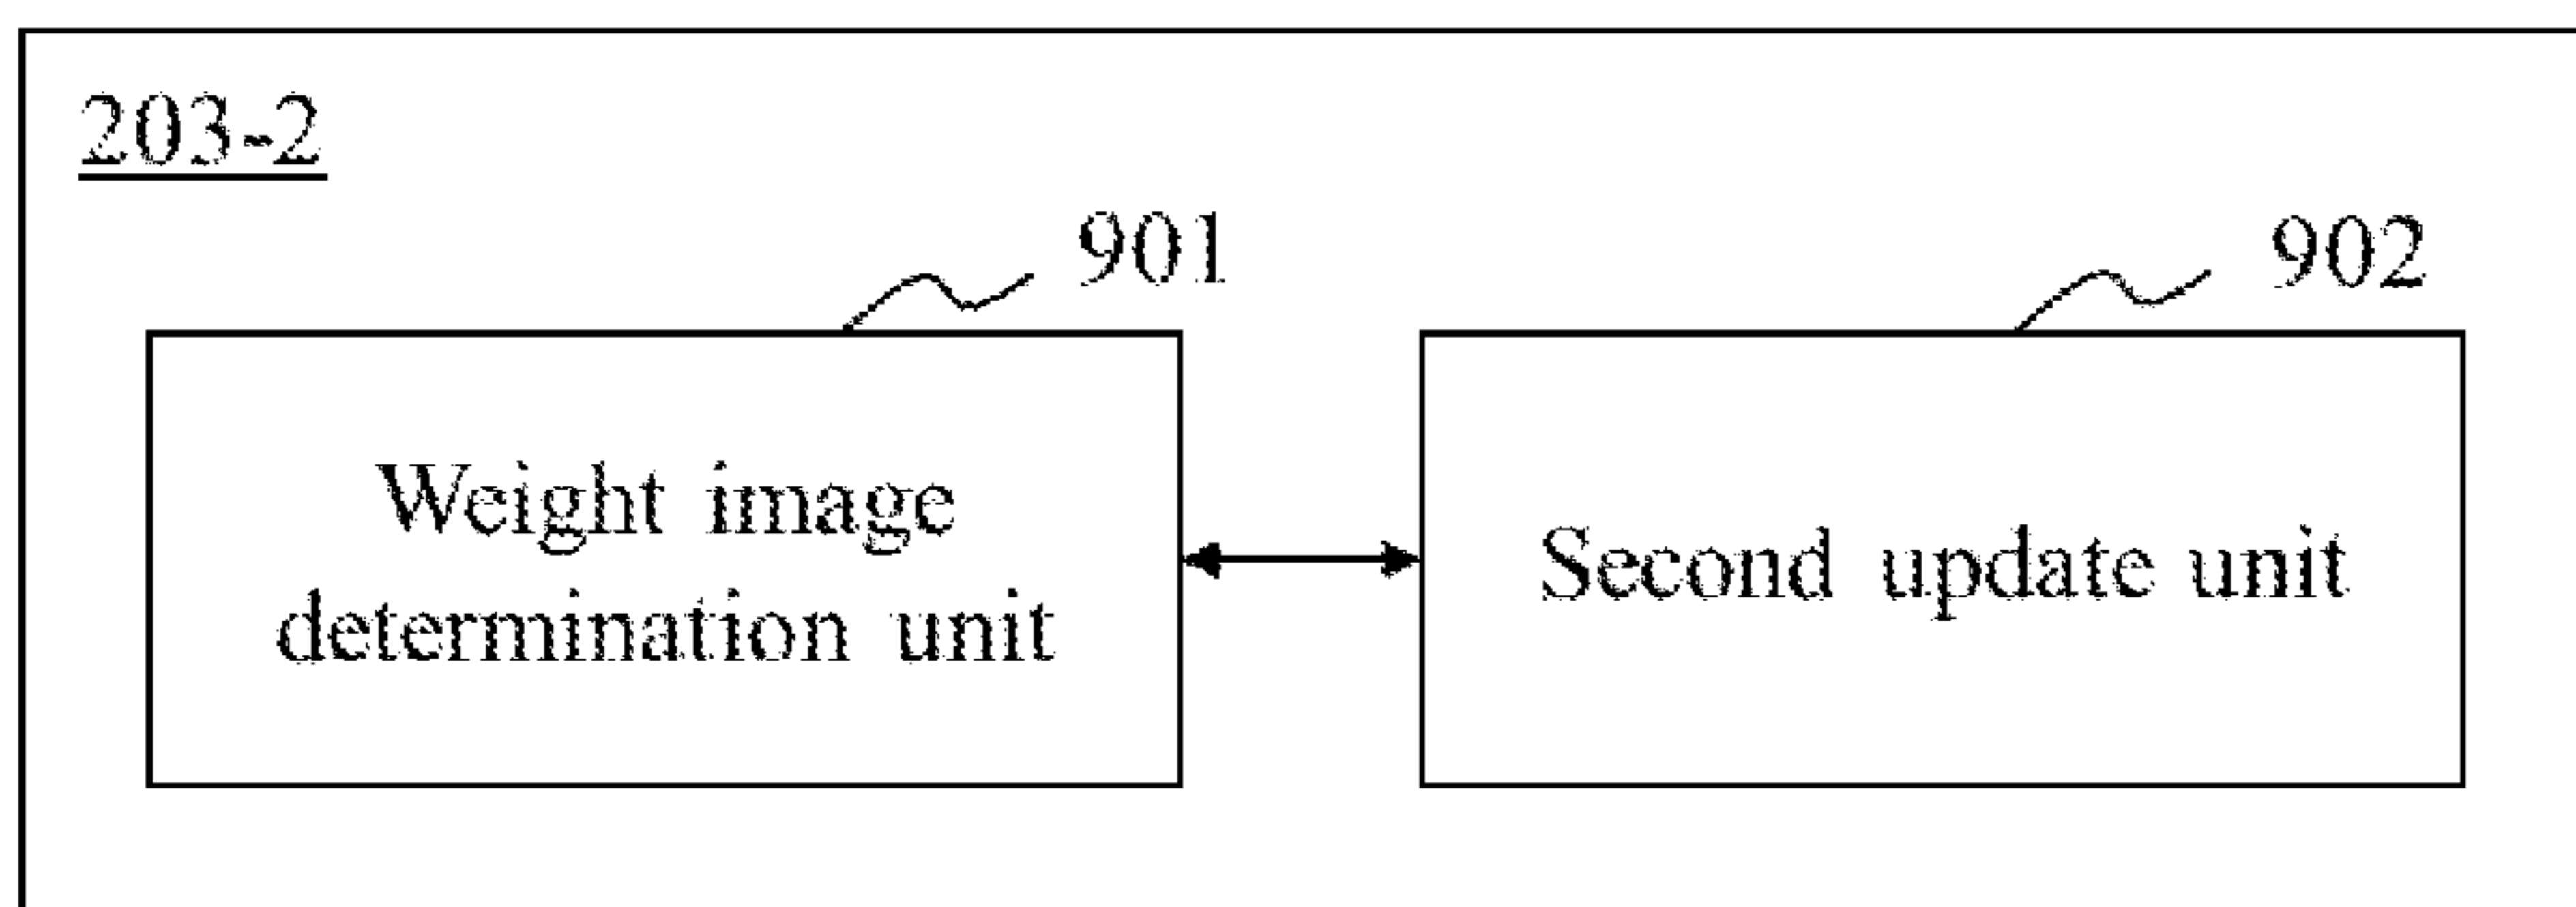 203-2
901
902
Weight image
determination unit
Second update unit